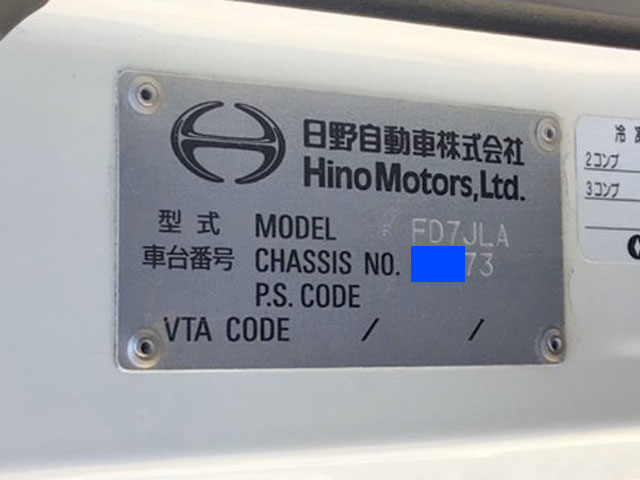 日野自動車株式会社
Hino Motors, Ltd.
型式 MODEL FD7JLA
車台番号 CHASSIS NO. 73
P.S. CODE
VTA CODE / /
2コンプ
3コンプ